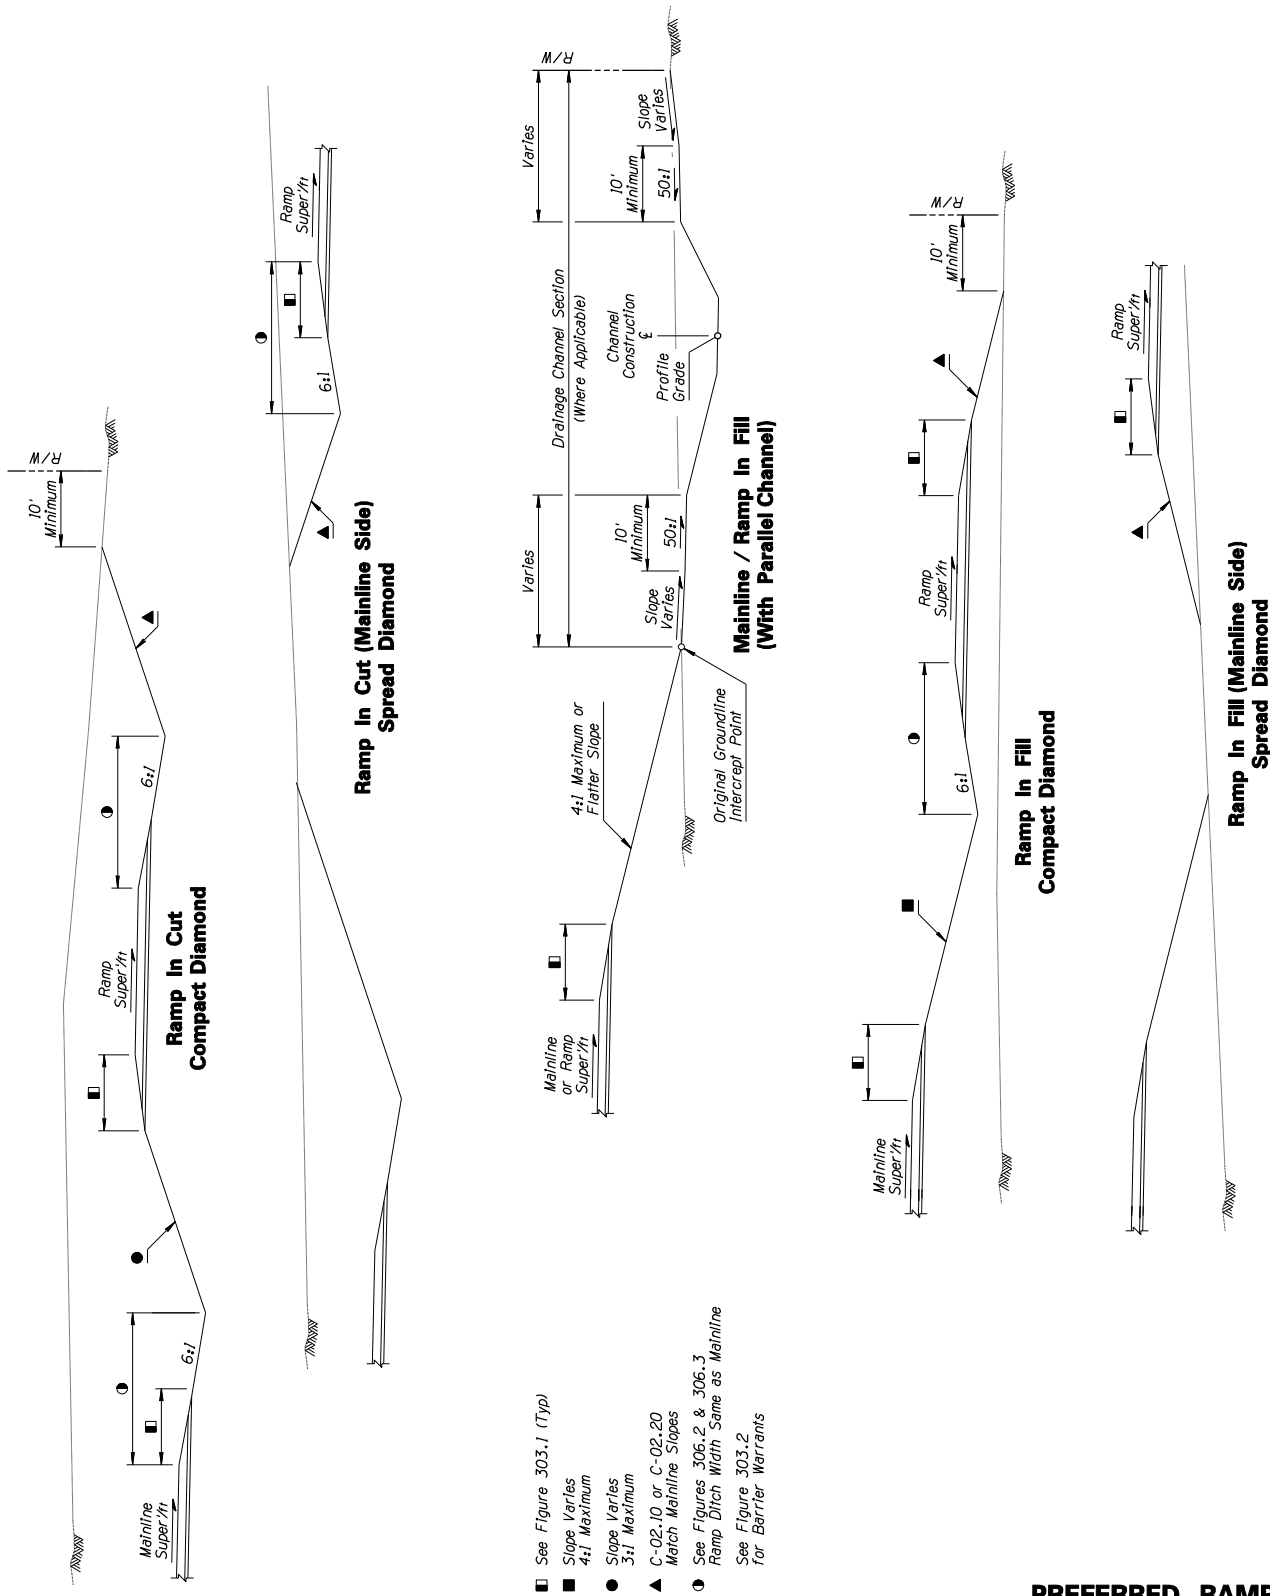 10'
Minimum
R/W
6:1
Ramp
Super'/ft
6:1
Mainline
Super'/ft
Ramp In Cut
Compact Diamond
Ramp
Super'/ft
6:1
Ramp In Cut (Mainline Side)
Spread Diamond
R/W
Varies
Drainage Channel Section
(Where Applicable)
Slope
Varies
10'
Minimum
50:1
Channel
Construction
℄
Profile
Grade
Varies
10'
Minimum
50:1
Slope
Varies
4:1 Maximum or
Flatter Slope
Original Groundline
Intercept Point
Mainline
or Ramp
Super'/ft
Mainline / Ramp In Fill
(With Parallel Channel)
See Figure 303.1 (Typ)
Slope Varies
4:1 Maximum
Slope Varies
3:1 Maximum
C-02.10 or C-02.20
Match Mainline Slopes
See Figures 306.2 & 306.3
Ramp Ditch Width Same as Mainline
See Figure 303.2
for Barrier Warrants
R/W
10'
Minimum
Ramp
Super'/ft
6:1
Mainline
Super'/ft
Ramp In Fill
Compact Diamond
Ramp
Super'/ft
Ramp In Fill (Mainline Side)
Spread Diamond
PREFERRED RAMP